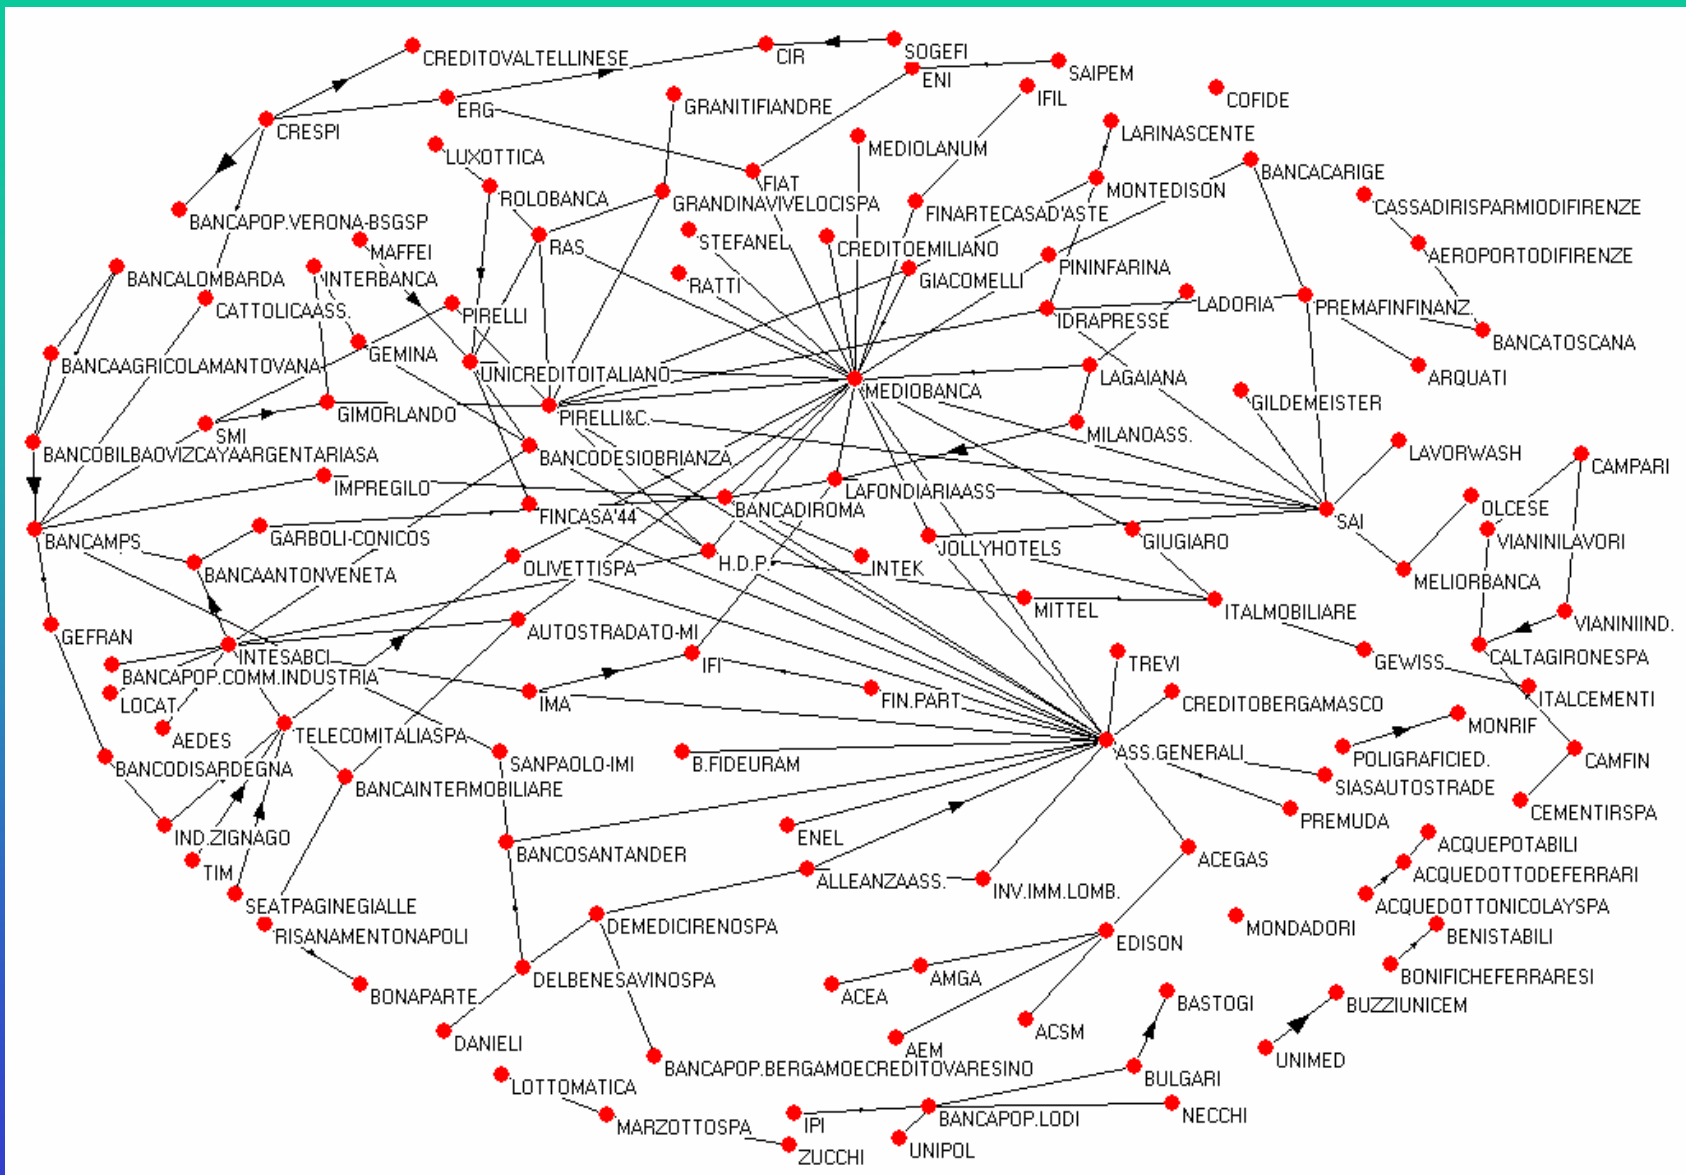 CREDITOVALTELLINESE
CIR
SOGEFI
ENI
SAIPEM
IFIL
COFIDE
ERG
GRANITIFIANDRE
CRESPI
LARINASCENTE
MEDIOLANUM
LUXOTTICA
BANCACARIGE
FIAT
MONTEDISON
ROLOBANCA
GRANDINAVIVELOCISPA
FINARTECASAD'ASTE
CASSADIRISPARMIODIFIRENZE
BANCAPOP.VERONA-BSGSP
STEFANEL
CREDITOEMILIANO
MAFFEI
RAS
AEROPORTODIFIRENZE
PININFARINA
BANCALOMBARDA
INTERBANCA
RATTI
GIACOMELLI
LADORIA
PREMAFINFINANZ.
CATTOLICAASS.
PIRELLI
IDRAPRESSE
BANCATOSCANA
GEMINA
BANCAAGRICOLAMANTOVANA
UNICREDITOITALIANO
MEDIOBANCA
LAGAIANA
ARQUATI
GIMORLANDO
PIRELLI&C.
GILDEMEISTER
SMI
MILANOASS.
BANCOBILBAOVIZCAYAARGENTARIASA
BANCODESIOBRIANZA
LAVORWASH
CAMPARI
IMPREGILO
LAFONDIARIAASS
BANCADIROMA
OLCESE
FINCASA'44
SAI
BANCAMPS
GARBOLI-CONICOS
VIANINILAVORI
JOLLYHOTELS
GIUGIARO
BANCAANTONVENETA
OLIVETTISPA
H.D.P.
INTEK
MELIORBANCA
MITTEL
ITALMOBILIARE
GEFRAN
AUTOSTRADATO-MI
VIANINIIND.
INTESABCI
IFI
TREVI
GEWISS
CALTAGIRONESPA
BANCAPOP.COMM.INDUSTRIA
LOCAT
IMA
FIN.PART
CREDITOBERGAMASCO
ITALCEMENTI
AEDES
TELECOMITALIASPA
MONRIF
BANCODISARDEGNA
SANPAOLO-IMI
B.FIDEURAM
ASS.GENERALI
POLIGRAFICIED.
CAMFIN
BANCAINTERMOBILIARE
SIASAUTOSTRADE
CEMENTIRSPA
PREMUDA
IND.ZIGNAGO
ENEL
BANCOSANTANDER
ACQUEPOTABILI
ACEGAS
TIM
ALLEANZAASS.
INV.IMM.LOMB.
ACQUEDOTTODEFERRARI
SEATPAGINEGIALLE
ACQUEDOTTONICOLAYSPA
DEMEDICIRENOSPA
MONDADORI
RISANAMENTONAPOLI
EDISON
BENISTABILI
DELBENESAVINOSPA
AMGA
BONIFICHEFERRARESI
BONAPARTE
ACEA
BASTOGI
BUZZIUNICEM
DANIELI
AEM
ACSM
BANCAPOP.BERGAMOECREDITOVARESINO
UNIMED
LOTTOMATICA
BULGARI
MARZOTTOSPA
IPI
BANCAPOP.LODI
NECCHI
ZUCCHI
UNIPOL